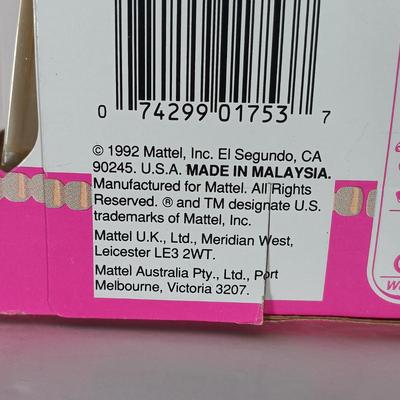 0 74299 01753 7
© 1992 Mattel, Inc. El Segundo, CA
90245. U.S.A. MADE IN MALAYSIA.
Manufactured for Mattel. All Rights
Reserved. ® and TM designate U.S.
trademarks of Mattel, Inc.
Mattel U.K., Ltd., Meridian West,
Leicester LE3 2WT.
Mattel Australia Pty., Ltd., Port
Melbourne, Victoria 3207.